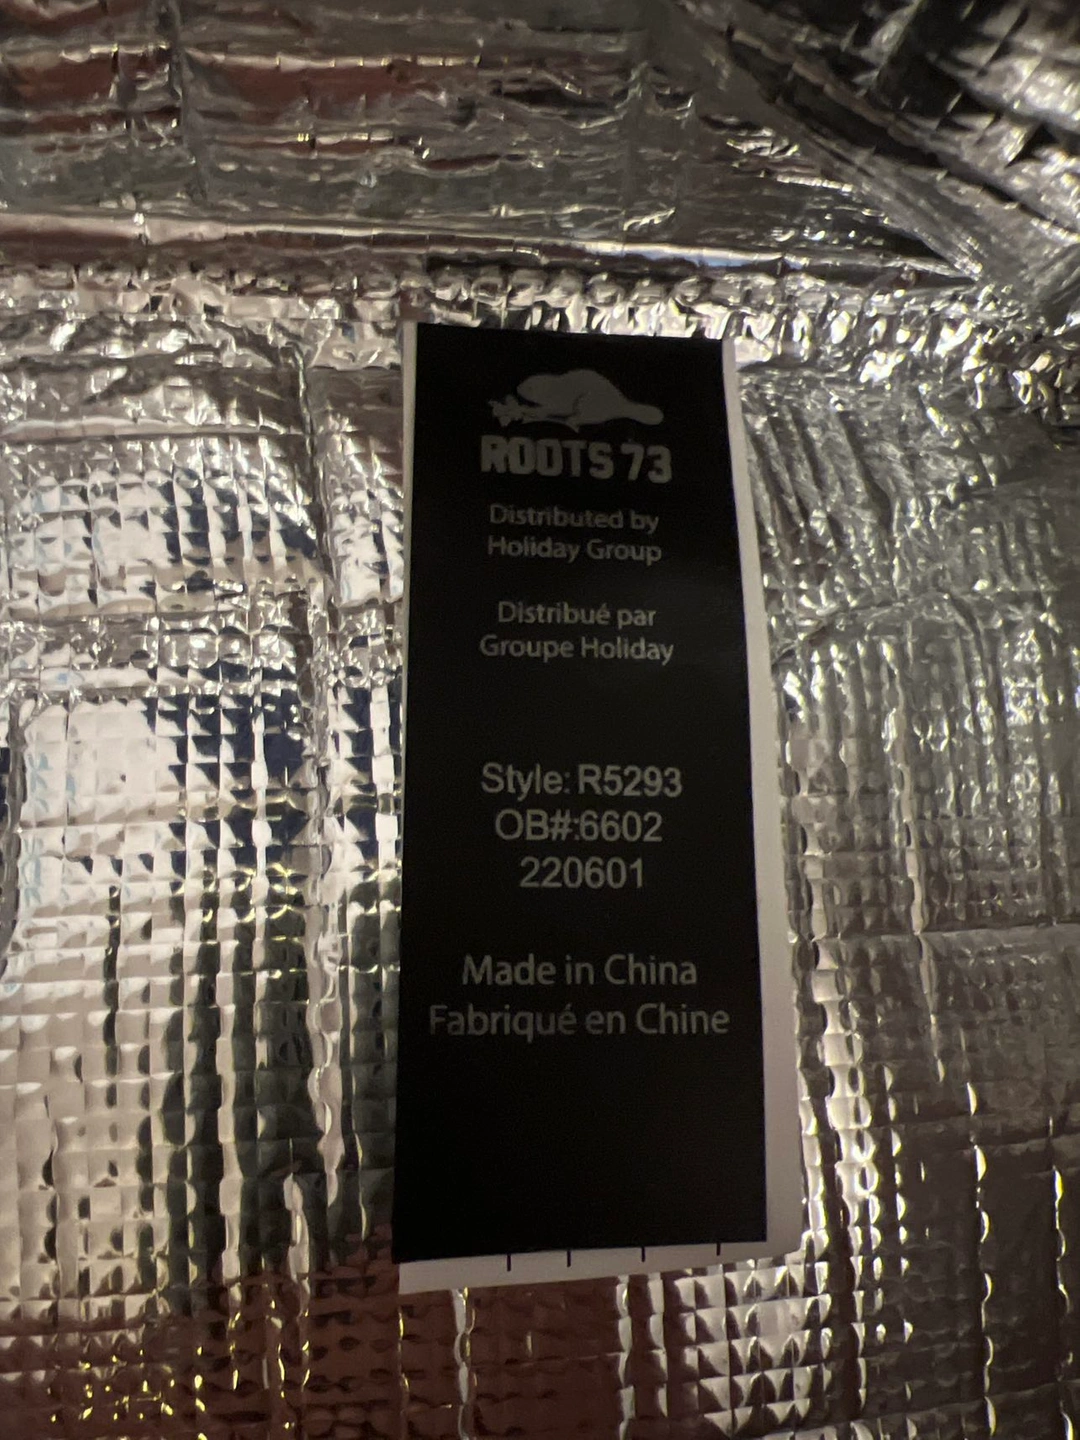 ROOTS 73
Distributed by
Holiday Group
Distribué par
Groupe Holiday
Style: R5293
OB#:6602
220601
Made in China
Fabriqué en Chine